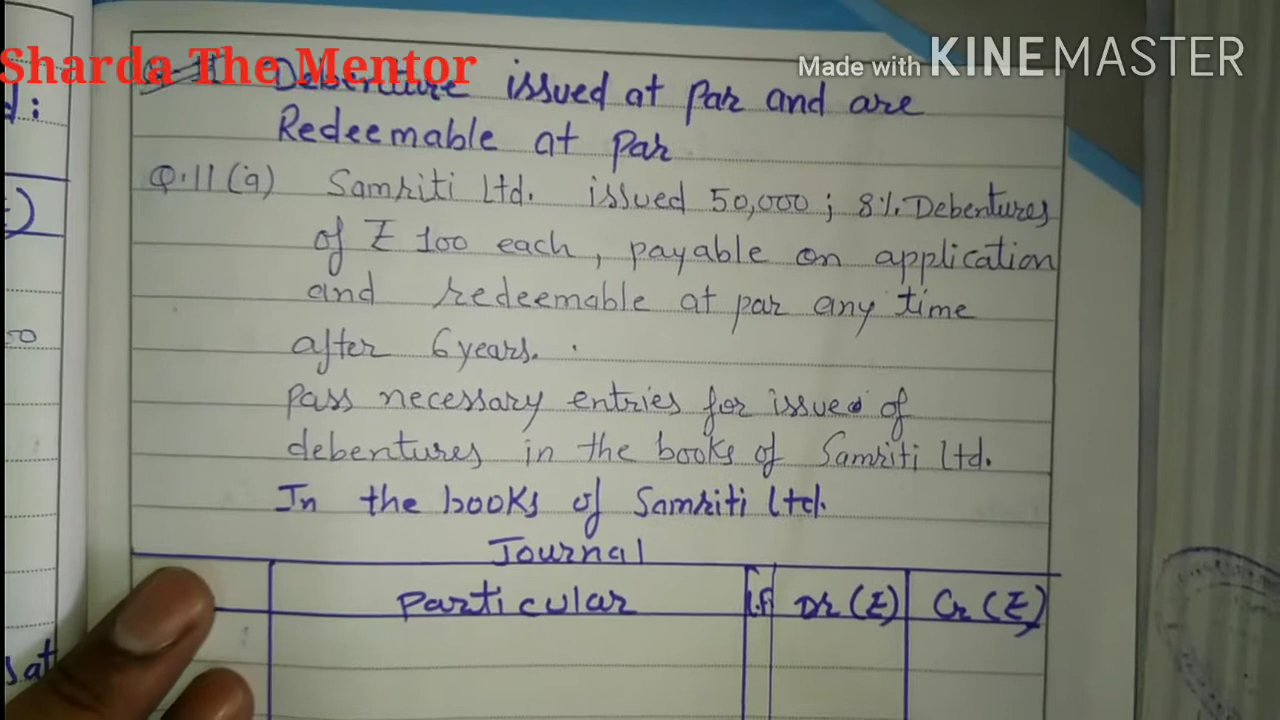 Sharda The Mentor
Made with KINEMASTER
Debenture issued at Par and are
Redeemable at Par
Q.11 (a) Samriti Ltd. issued 50,000 ; 8% Debentures
of ₹ 100 each, payable on application
and redeemable at par any time
after 6 years.
Pass necessary entries for issue of
debentures in the books of Samriti Ltd.
In the books of Samriti Ltd.
Journal
Particular L.F Dr (₹) Cr (₹)